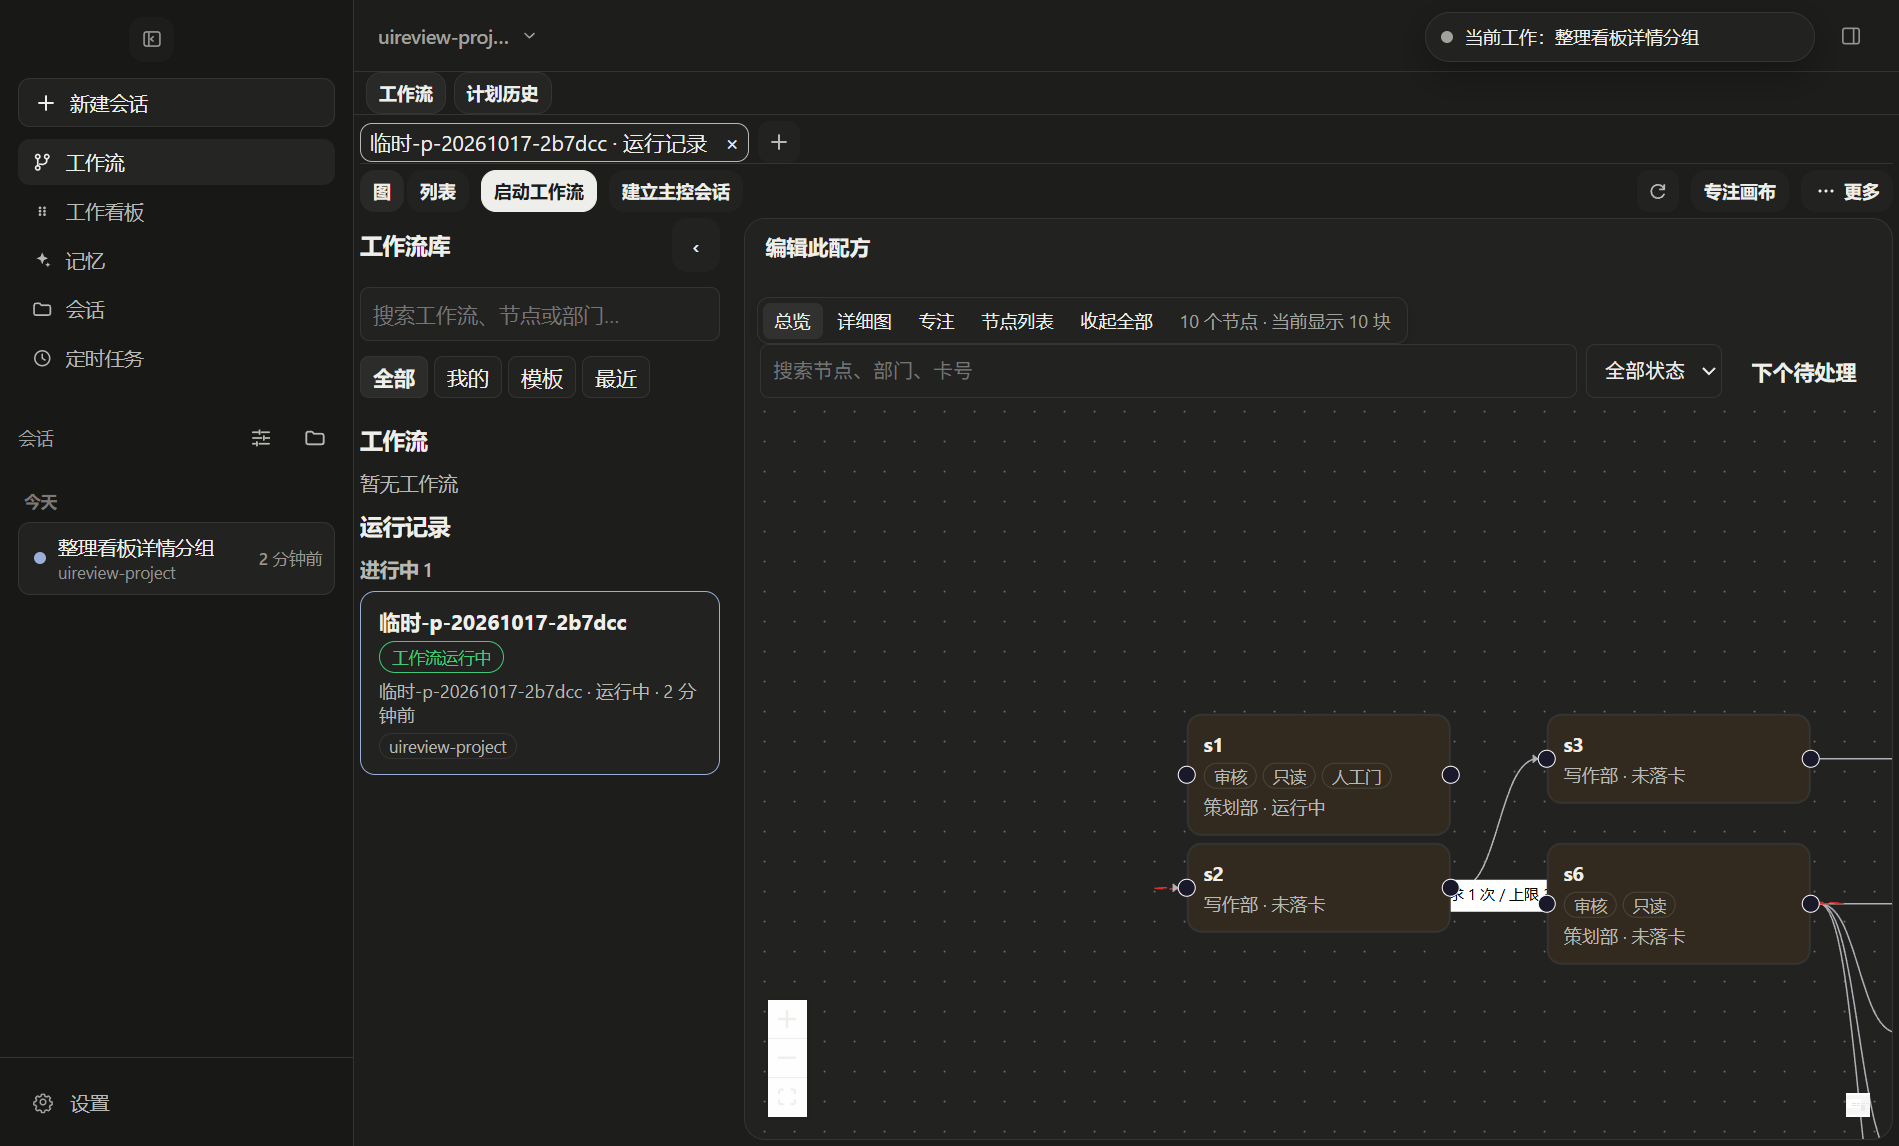 新建会话
工作流
工作看板
记忆
会话
定时任务
会话
今天
整理看板详情分组
uireview-project
2 分钟前
设置
uireview-proj...
当前工作：整理看板详情分组
工作流
计划历史
临时-p-20261017-2b7dcc · 运行记录 ×
图
列表
启动工作流
建立主控会话
专注画布
··· 更多
工作流库
搜索工作流、节点或部门...
全部
我的
模板
最近
工作流
暂无工作流
运行记录
进行中 1
临时-p-20261017-2b7dcc
工作流运行中
临时-p-20261017-2b7dcc · 运行中 · 2 分
钟前
uireview-project
编辑此配方
总览
详细图
专注
节点列表
收起全部
10 个节点 · 当前显示 10 块
搜索节点、部门、卡号
全部状态
下个待处理
s1
审核
只读
人工门
策划部 · 运行中
s2
写作部 · 未落卡
1 次 / 上限
s3
写作部 · 未落卡
s6
审核
只读
策划部 · 未落卡